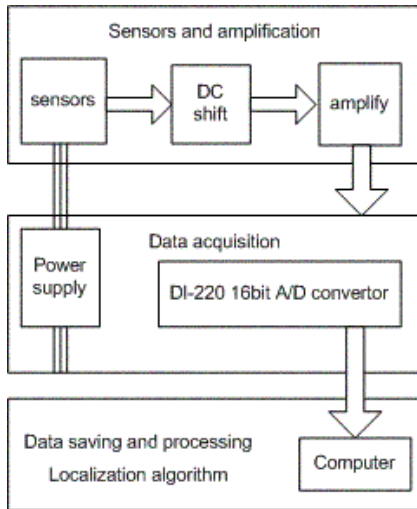 Sensors and amplification
sensors
DC
shift
amplify
Power
supply
Data acquisition
DI-220 16bit A/D convertor
Data saving and processing
Localization algorithm
Computer